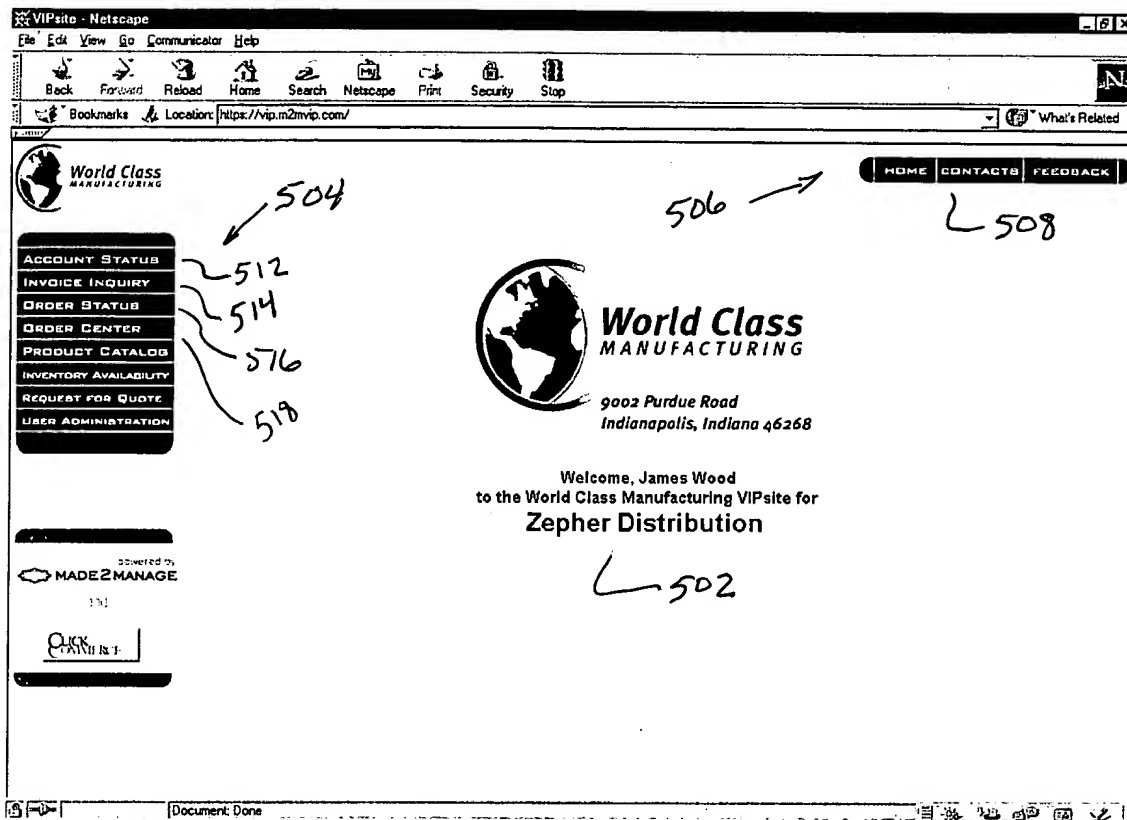 VIPsite - Netscape
File Edit View Go Communicator Help
Back Forward Reload Home Search Netscape Print Security Stop
Bookmarks Location: https://vip.m2mvip.com/ What's Related
World Class
MANUFACTURING
HOME CONTACTS FEEDBACK
504
506
508
ACCOUNT STATUS
512
INVOICE INQUIRY
514
ORDER STATUS
516
ORDER CENTER
518
PRODUCT CATALOG
INVENTORY AVAILABILITY
REQUEST FOR QUOTE
USER ADMINISTRATION
World Class
MANUFACTURING
9002 Purdue Road
Indianapolis, Indiana 46268
Welcome, James Wood
to the World Class Manufacturing VIPsite for
Zepher Distribution
502
powered by
MADE2MANAGE
and
CLICK
COMMERCE
Document: Done